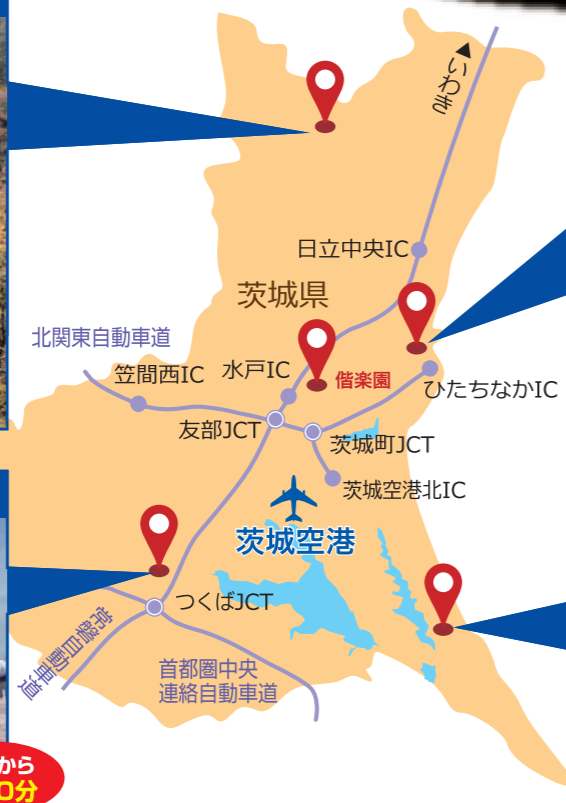 いわき
日立中央IC
茨城県
北関東自動車道
笠間西IC
水戸IC
偕楽園
ひたちなかIC
友部JCT
茨城町JCT
茨城空港北IC
茨城空港
つくばJCT
常磐自動車道
首都圏中央
連絡自動車道
から
0分